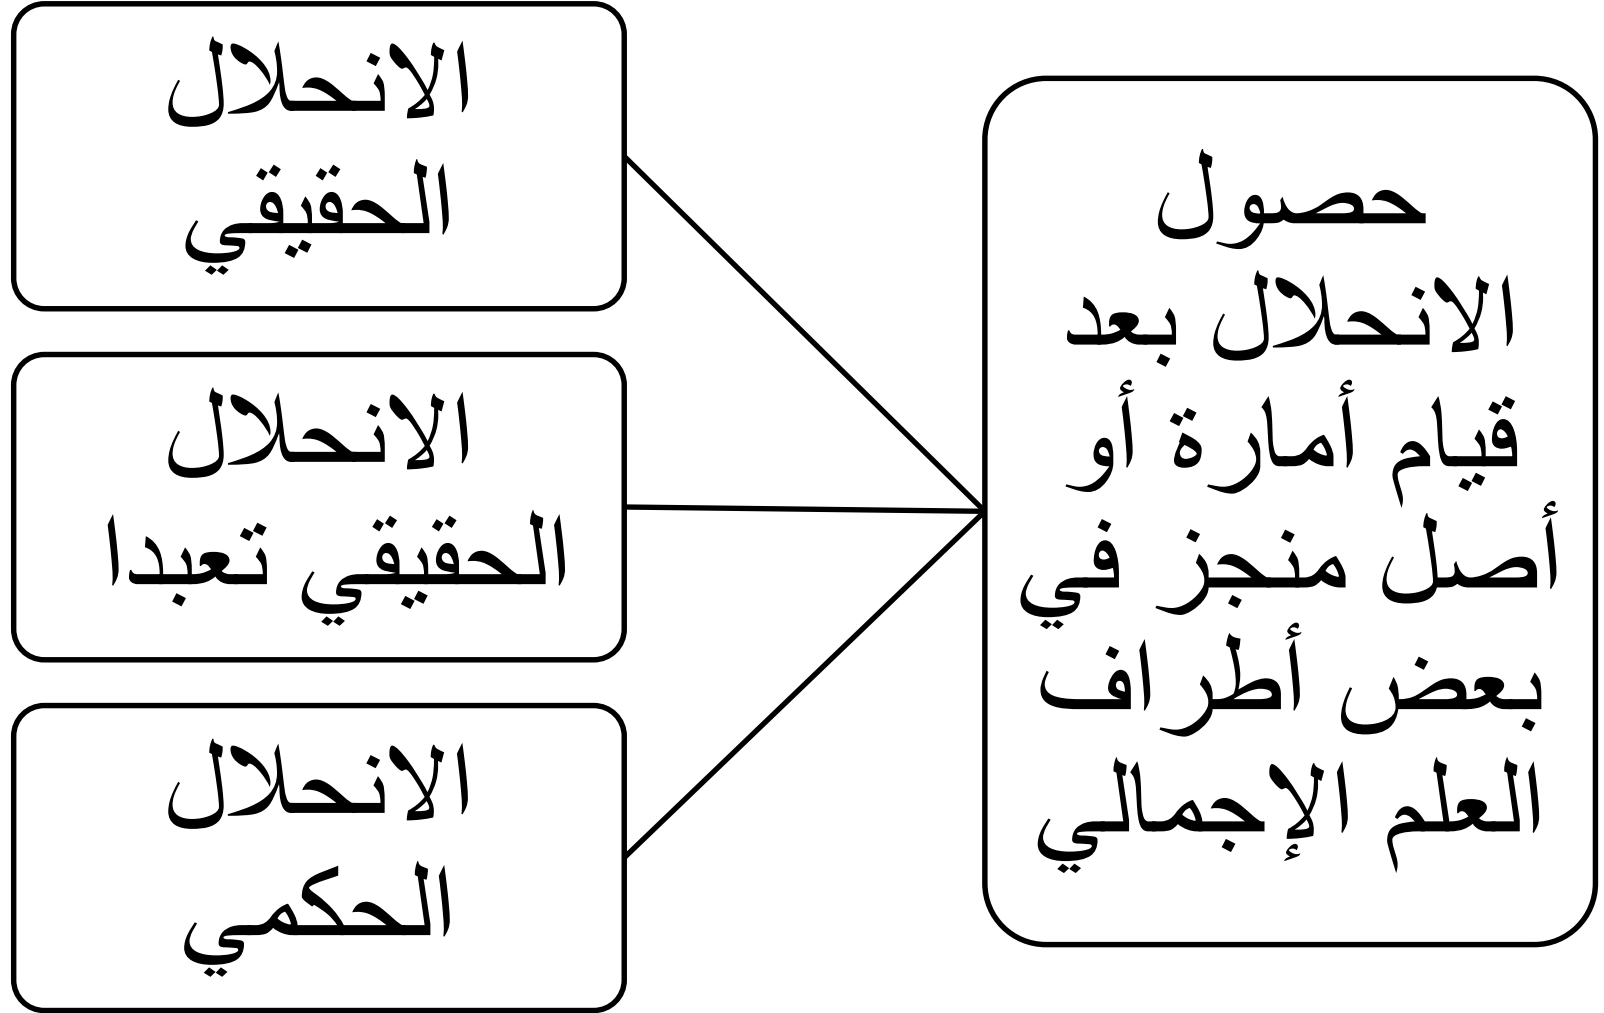 حصول
الانحلال بعد
قيام أمارة أو
أصل منجز في
بعض أطراف
العلم الإجمالي
الانحلال
الحقيقي
الانحلال
الحقيقي تعبدا
الانحلال
الحكمي